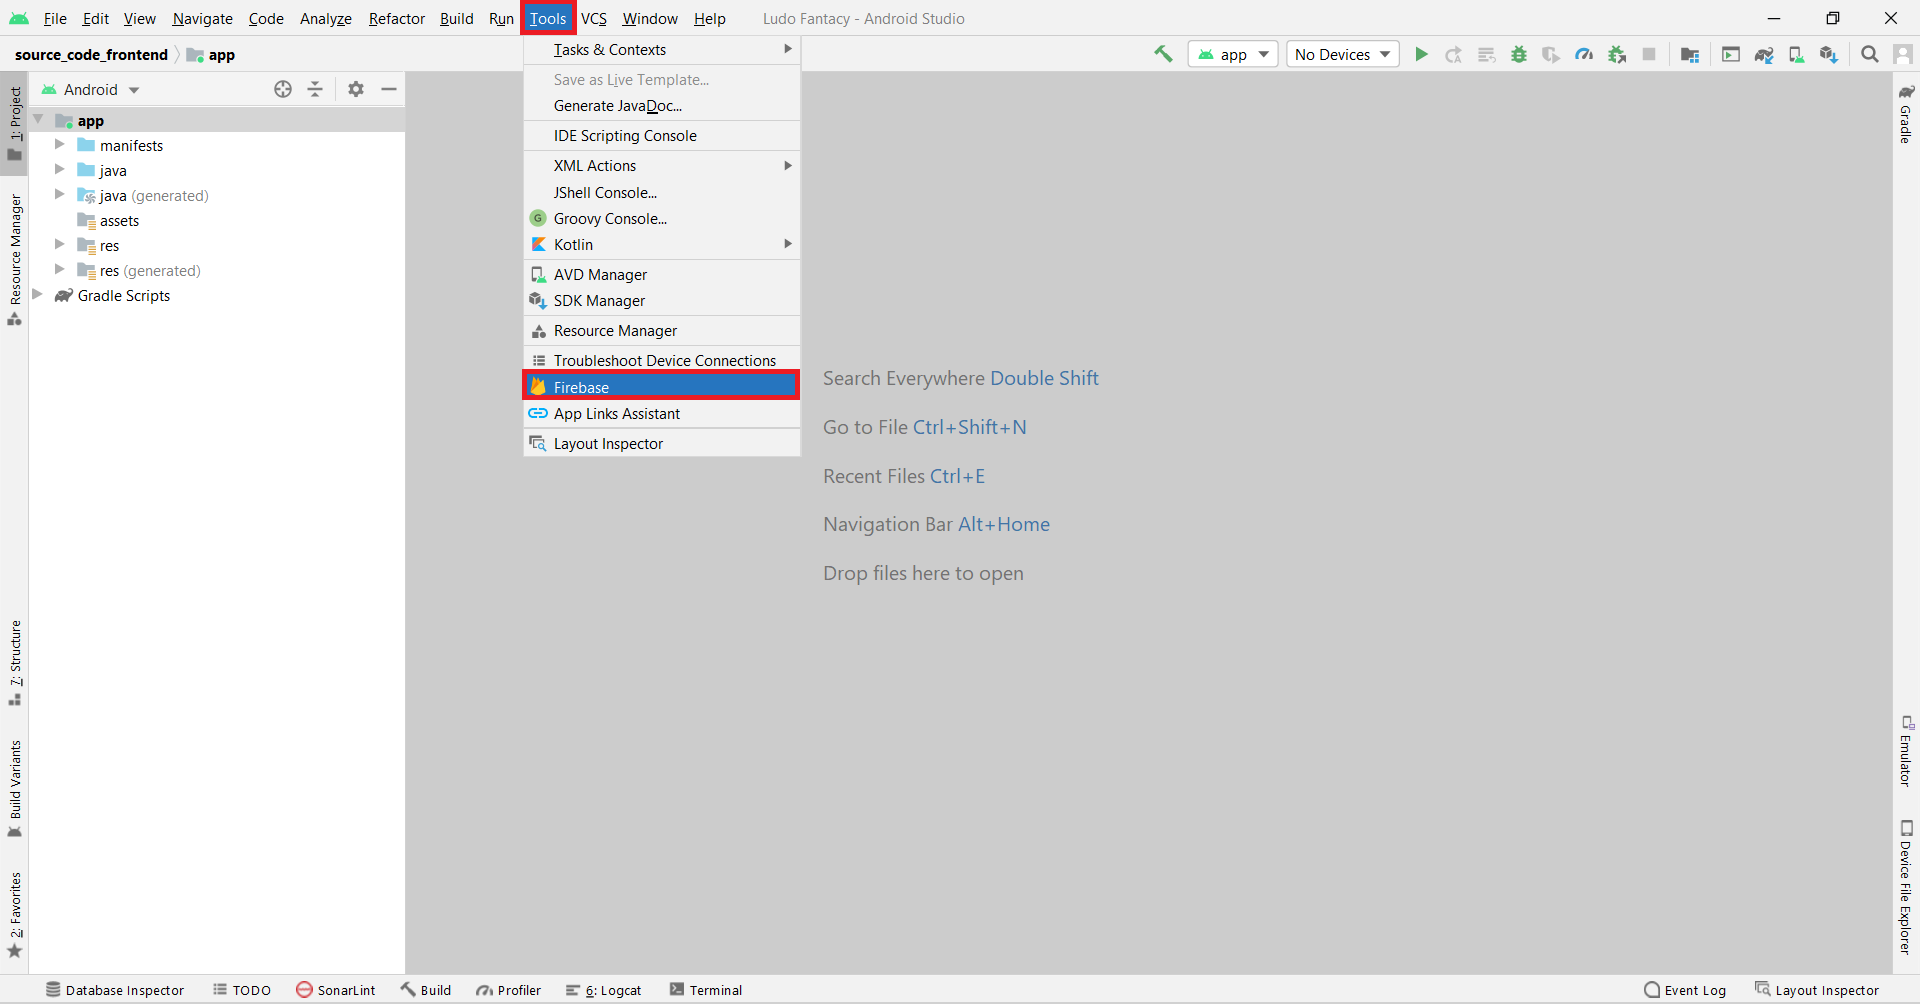 File Edit View Navigate Code Analyze Refactor Build Run Tools VCS Window Help Ludo Fantacy - Android Studio
source_code_frontend app
app No Devices
Android
app
manifests
java
java (generated)
assets
res
res (generated)
Gradle Scripts
Tasks & Contexts
Save as Live Template...
Generate JavaDoc...
IDE Scripting Console
XML Actions
JShell Console...
G Groovy Console...
Kotlin
AVD Manager
SDK Manager
Resource Manager
Troubleshoot Device Connections
Firebase
App Links Assistant
Layout Inspector
Search Everywhere Double Shift
Go to File Ctrl+Shift+N
Recent Files Ctrl+E
Navigation Bar Alt+Home
Drop files here to open
1: Project
Resource Manager
7: Structure
Build Variants
2: Favorites
Gradle
Emulator
Device File Explorer
Database Inspector TODO SonarLint Build Profiler 6: Logcat Terminal Event Log Layout Inspector